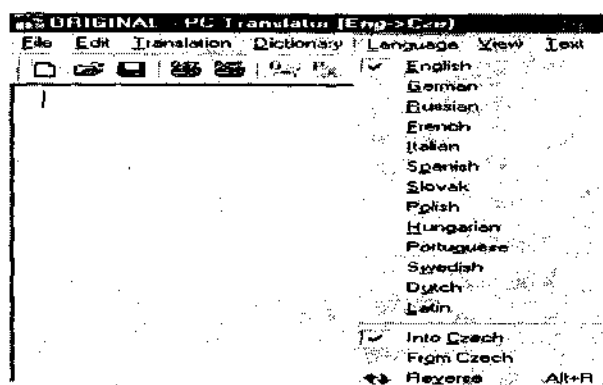 ORIGINAL - PC Translator [Eng->Cze]
File Edit Translation Dictionary Language View Text
English
German
Russian
French
Italian
Spanish
Slovak
Polish
Hungarian
Portuguese
Swedish
Dutch
Latin
Into Czech
From Czech
Reverse Alt+R